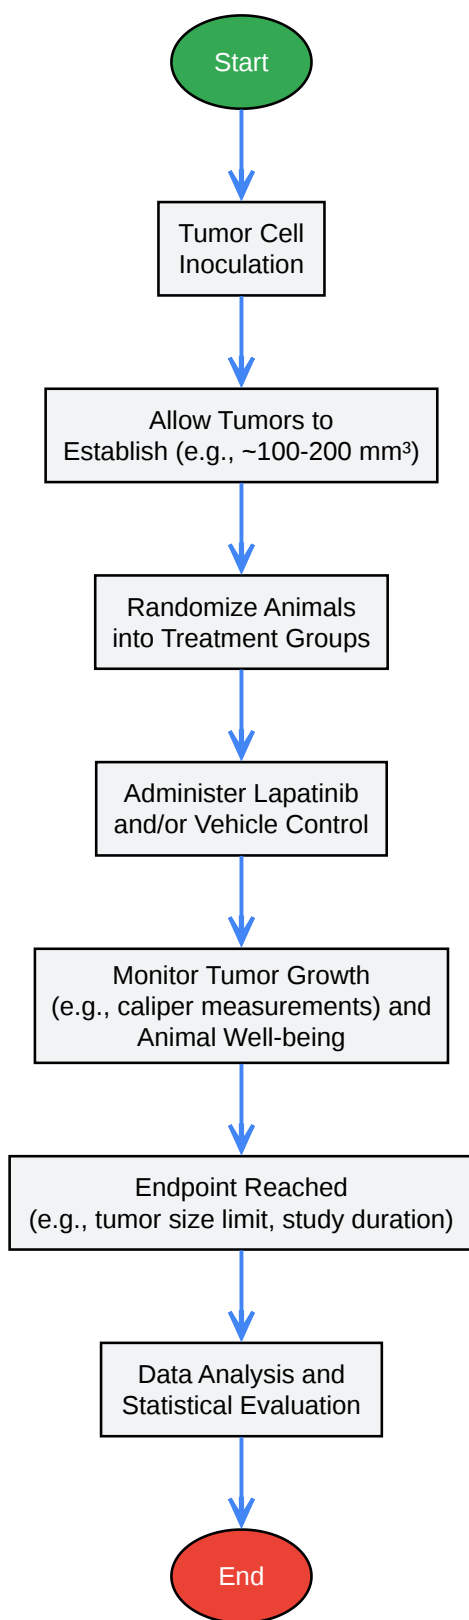 Start
Tumor Cell
Inoculation
Allow Tumors to
Establish (e.g., ~100-200 mm³)
Randomize Animals
into Treatment Groups
Administer Lapatinib
and/or Vehicle Control
Monitor Tumor Growth
(e.g., caliper measurements) and
Animal Well-being
Endpoint Reached
(e.g., tumor size limit, study duration)
Data Analysis and
Statistical Evaluation
End